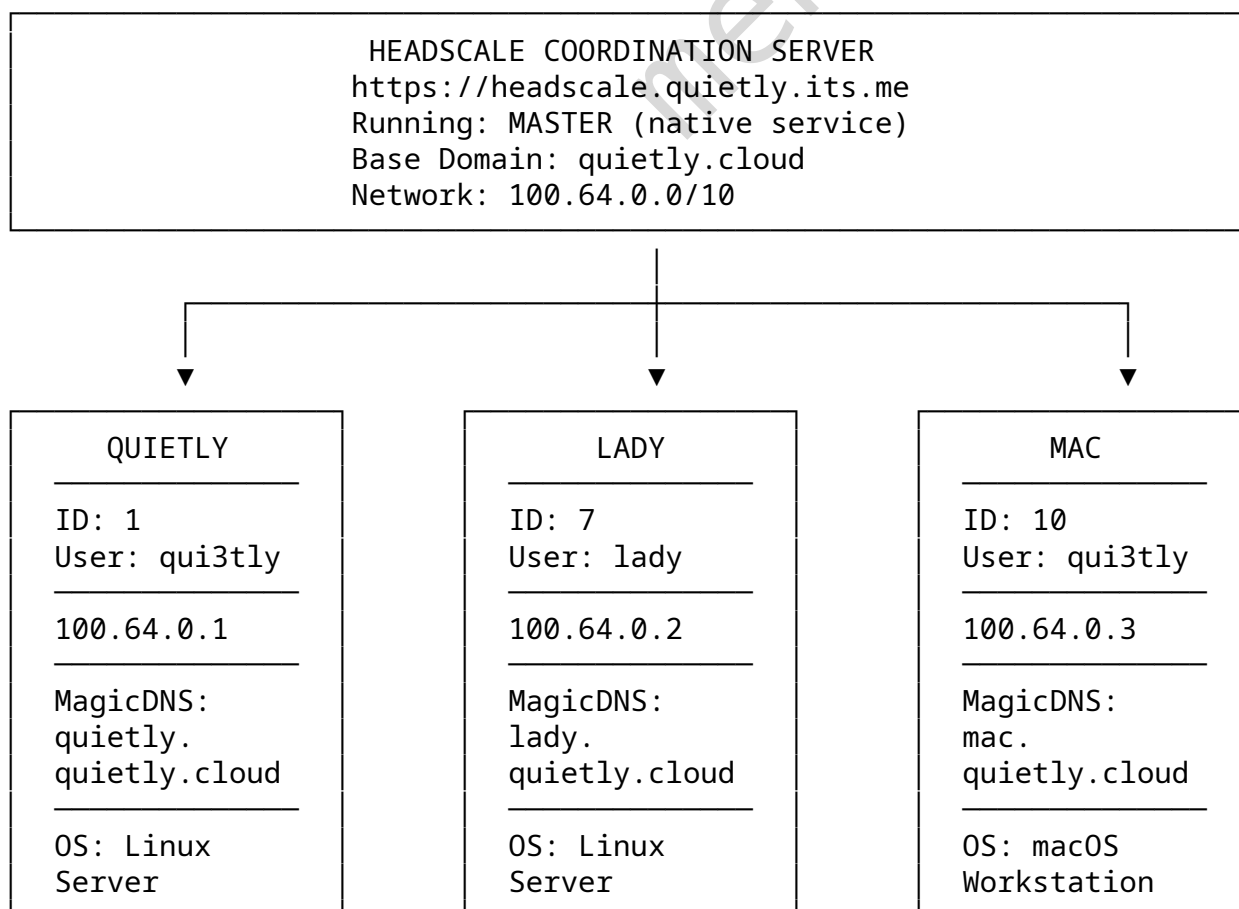 HEADSCALE COORDINATION SERVER
https://headscale.quietly.its.me
Running: MASTER (native service)
Base Domain: quietly.cloud
Network: 100.64.0.0/10
QUIETLY
ID: 1
User: qui3tly
100.64.0.1
MagicDNS:
quietly.
quietly.cloud
OS: Linux
Server
LADY
ID: 7
User: lady
100.64.0.2
MagicDNS:
lady.
quietly.cloud
OS: Linux
Server
MAC
ID: 10
User: qui3tly
100.64.0.3
MagicDNS:
mac.
quietly.cloud
OS: macOS
Workstation